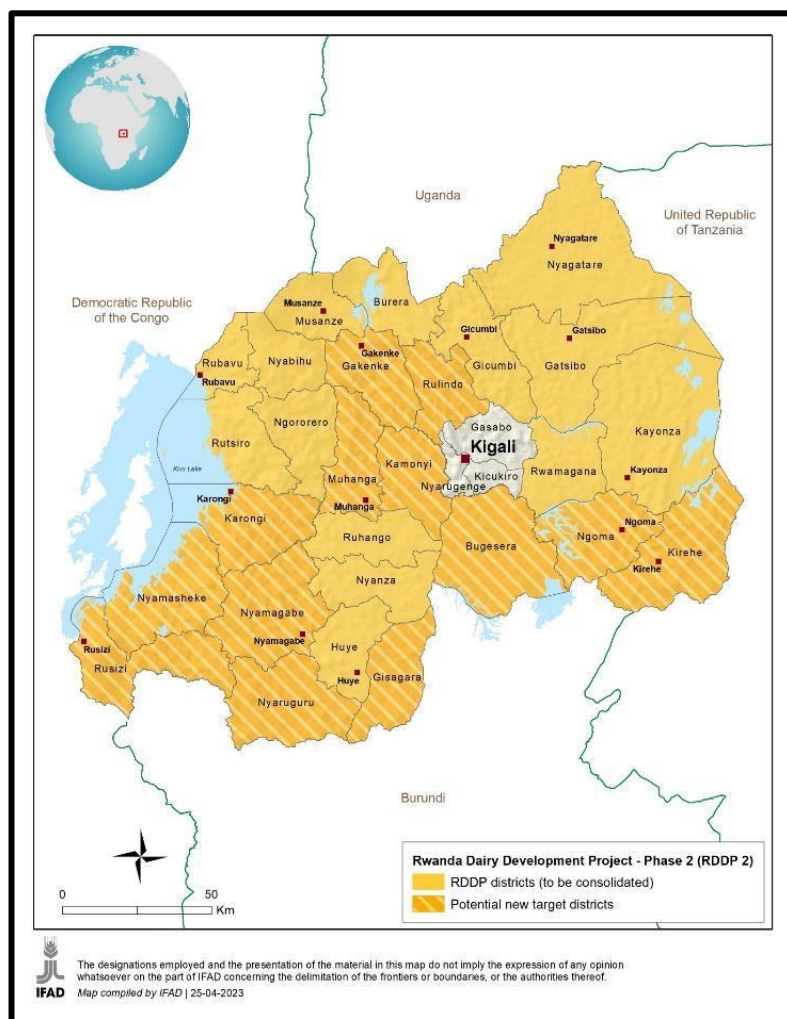 Uganda
United Republic
of Tanzania
Nyagatare
Nyagatare
Democratic Republic
of the Congo
Musanze
Musanze
Burera
Gicumbi
Gatsibo
Rubavu
Rubavu
Nyabihu
Gakenke
Gakenke
Gicumbi
Gatsibo
Rulindo
Rutsiro
Ngororero
Gasabo
Kigali
Kayonza
Kivu Lake
Muhanga
Kamonyi
Nyarugenge
Kicukiro
Rwamagana
Kayonza
Karongi
Karongi
Muhanga
Ruhango
Bugesera
Ngoma
Ngoma
Kirehe
Kirehe
Nyamasheke
Nyanza
Nyamagabe
Nyamagabe
Rusizi
Rusizi
Huye
Huye
Gisagara
Nyaruguru
Burundi
0 50
Km
Rwanda Dairy Development Project - Phase 2 (RDDP 2)
RDDP districts (to be consolidated)
Potential new target districts
IFAD
The designations employed and the presentation of the material in this map do not imply the expression of any opinion
whatsoever on the part of IFAD concerning the delimitation of the frontiers or boundaries, or the authorities thereof.
Map compiled by IFAD | 25-04-2023